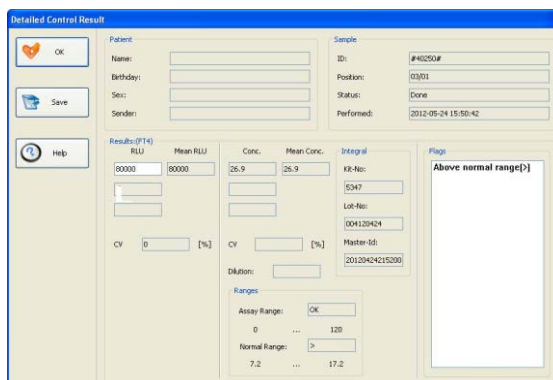 Detailed Control Result
OK
Save
Help
Patient
Name:
Birthday:
Sex:
Sender:
Sample
ID: #40250#
Position: 03/01
Status: Done
Performed: 2012-05-24 15:50:42
Results:(FT4)
RLU Mean RLU Conc. Mean Conc.
80000 80000 26.9 26.9
CV 0 [%] CV [%]
Dilution:
Integral
Kit-No:
5347
Lot-No:
004120424
Master-Id:
20120424215200
Flags
Above normal range[>]
Ranges
Assay Range: OK
0 ... 120
Normal Range: >
7.2 ... 17.2